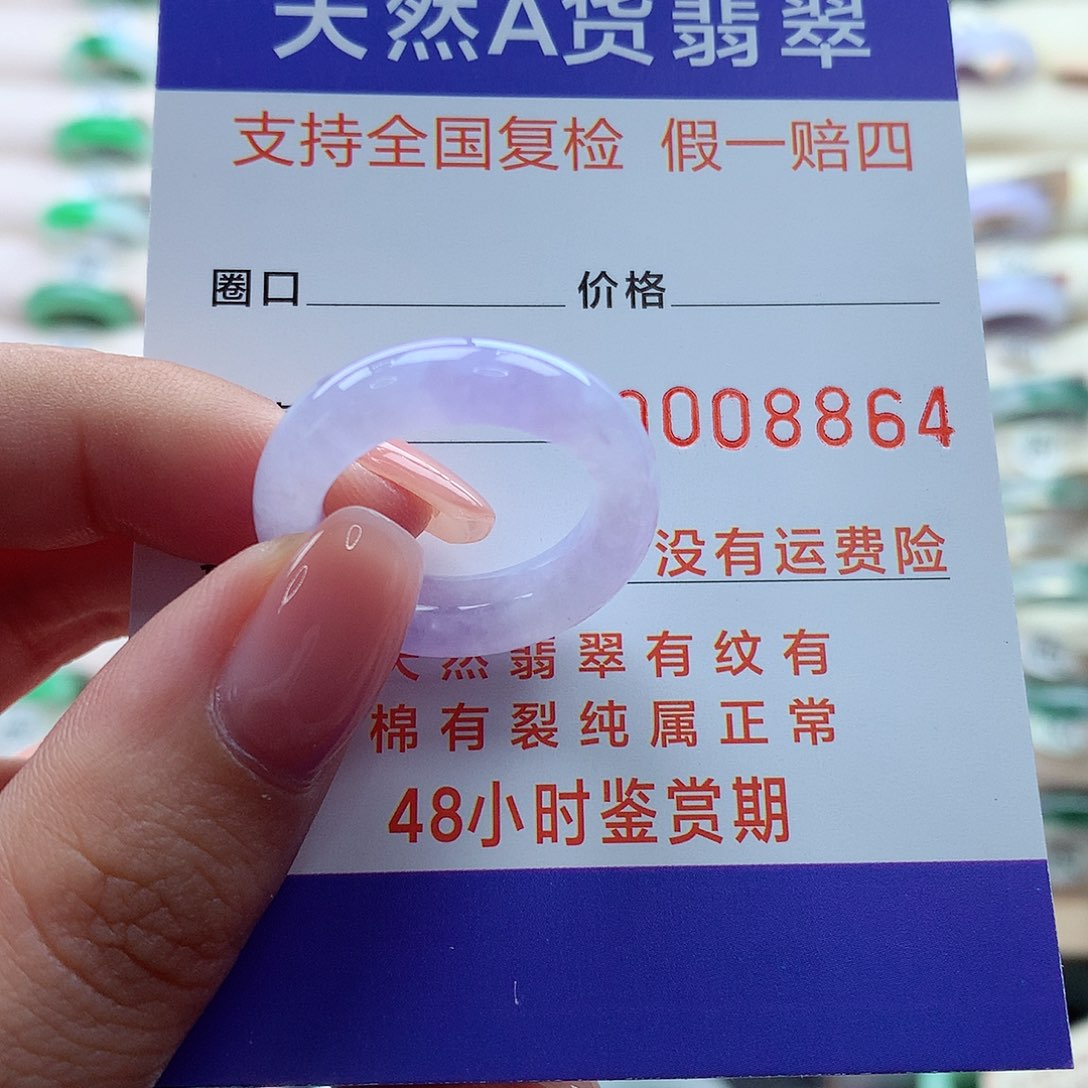 天然A货翡翠
支持全国复检 假一赔四
圈口 价格
0008864
没有运费险
天然翡翠有纹有
棉有裂纯属正常
48小时鉴赏期